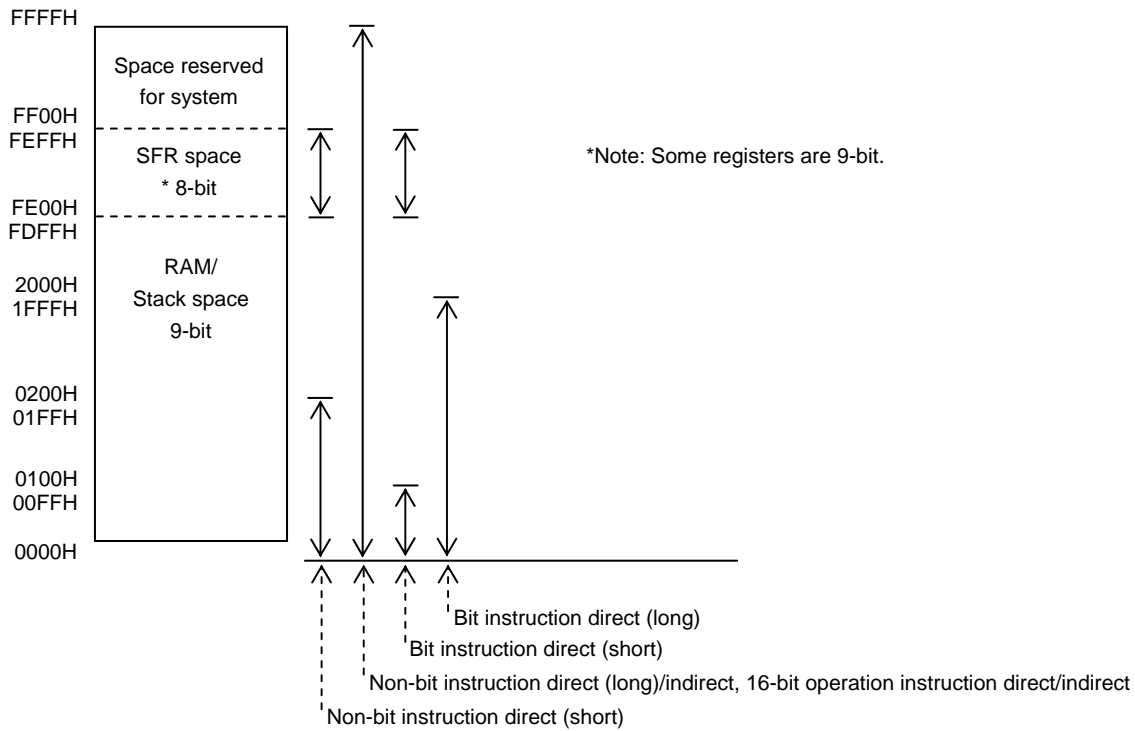 FFFFH
Space reserved
for system
FF00H
FEFFH
SFR space
* 8-bit
*Note: Some registers are 9-bit.
FE00H
FDFFH
RAM/
Stack space
9-bit
2000H
1FFFH
0200H
01FFH
0100H
00FFH
0000H
Bit instruction direct (long)
Bit instruction direct (short)
Non-bit instruction direct (long)/indirect, 16-bit operation instruction direct/indirect
Non-bit instruction direct (short)